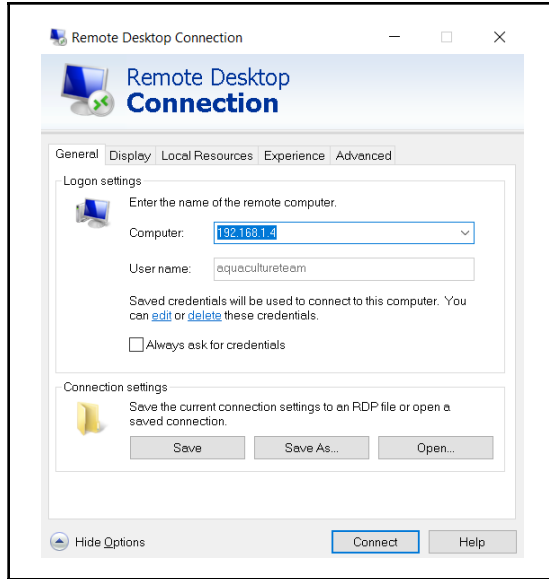 Remote Desktop Connection
Remote Desktop
Connection
General Display Local Resources Experience Advanced
Logon settings
Enter the name of the remote computer.
Computer: 192.168.1.4
User name: aquacultureteam
Saved credentials will be used to connect to this computer. You
can edit or delete these credentials.
Always ask for credentials
Connection settings
Save the current connection settings to an RDP file or open a
saved connection.
Save Save As... Open...
Hide Options Connect Help